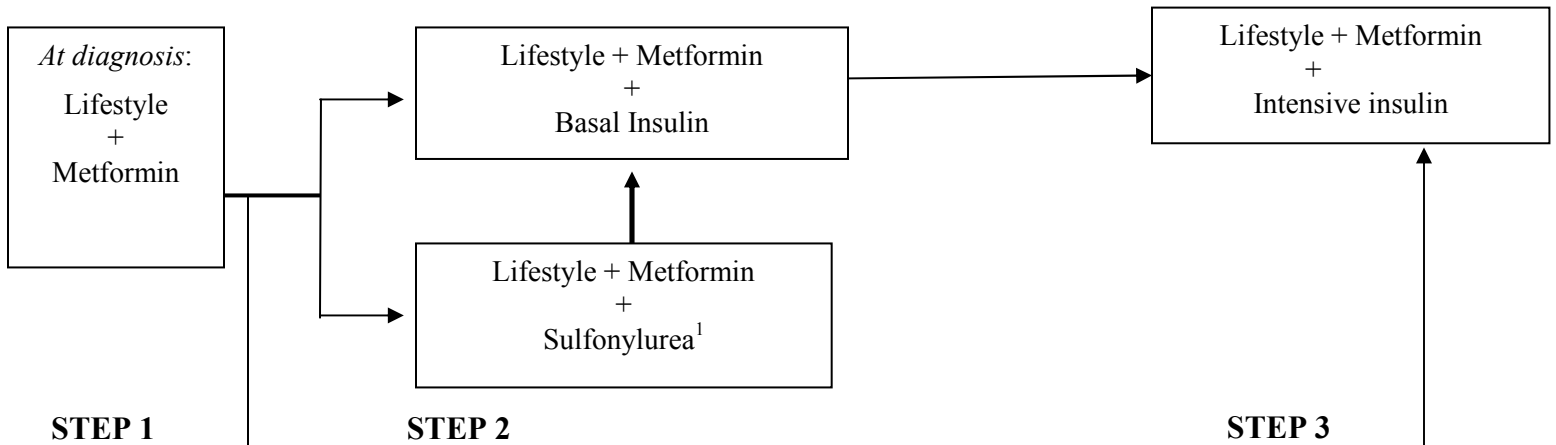 At diagnosis:
Lifestyle
+
Metformin
Lifestyle + Metformin
+
Basal Insulin
Lifestyle + Metformin
+
Sulfonylurea¹
Lifestyle + Metformin
+
Intensive insulin
STEP 1
STEP 2
STEP 3